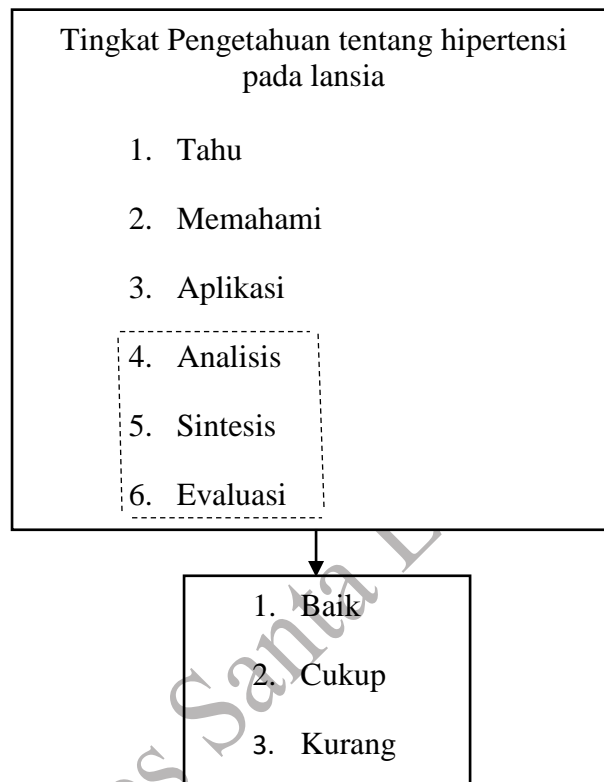 Tingkat Pengetahuan tentang hipertensi
pada lansia
1. Tahu
2. Memahami
3. Aplikasi
4. Analisis
5. Sintesis
6. Evaluasi
1. Baik
2. Cukup
3. Kurang
Santa